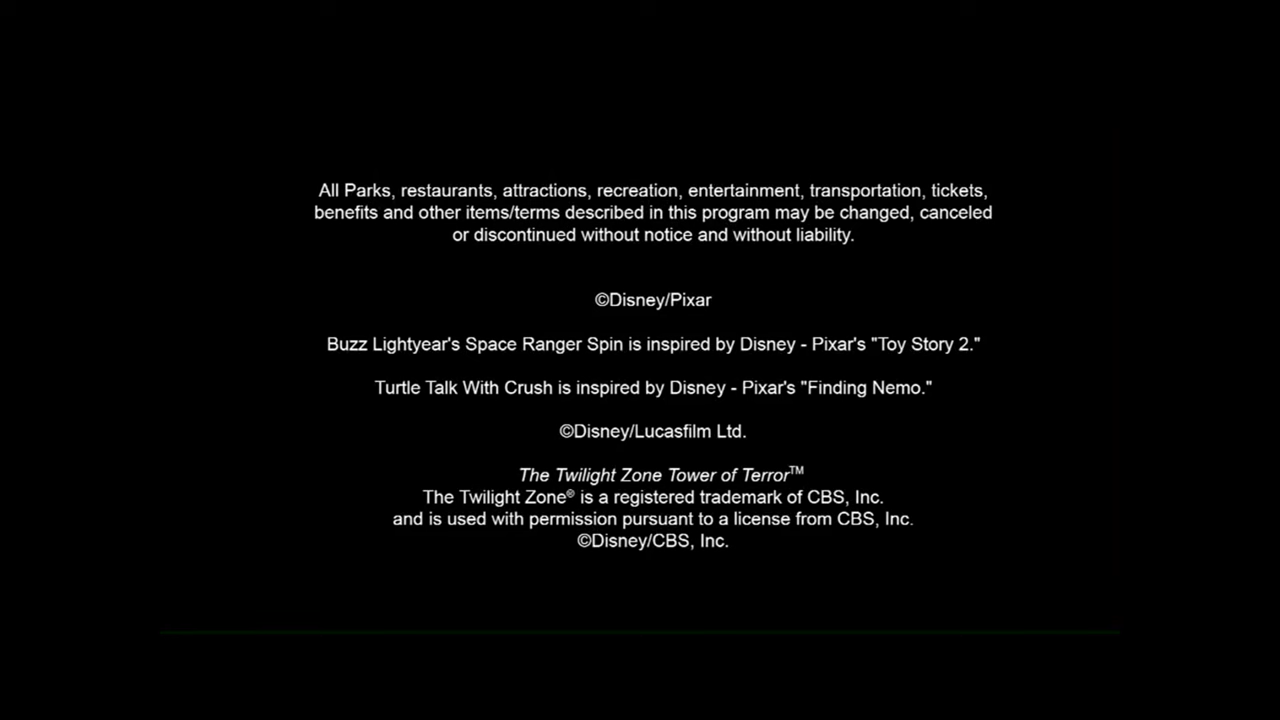 All Parks, restaurants, attractions, recreation, entertainment, transportation, tickets,
benefits and other items/terms described in this program may be changed, canceled
or discontinued without notice and without liability.
©Disney/Pixar
Buzz Lightyear's Space Ranger Spin is inspired by Disney - Pixar's "Toy Story 2."
Turtle Talk With Crush is inspired by Disney - Pixar's "Finding Nemo."
©Disney/Lucasfilm Ltd.
The Twilight Zone Tower of Terror™
The Twilight Zone® is a registered trademark of CBS, Inc.
and is used with permission pursuant to a license from CBS, Inc.
©Disney/CBS, Inc.